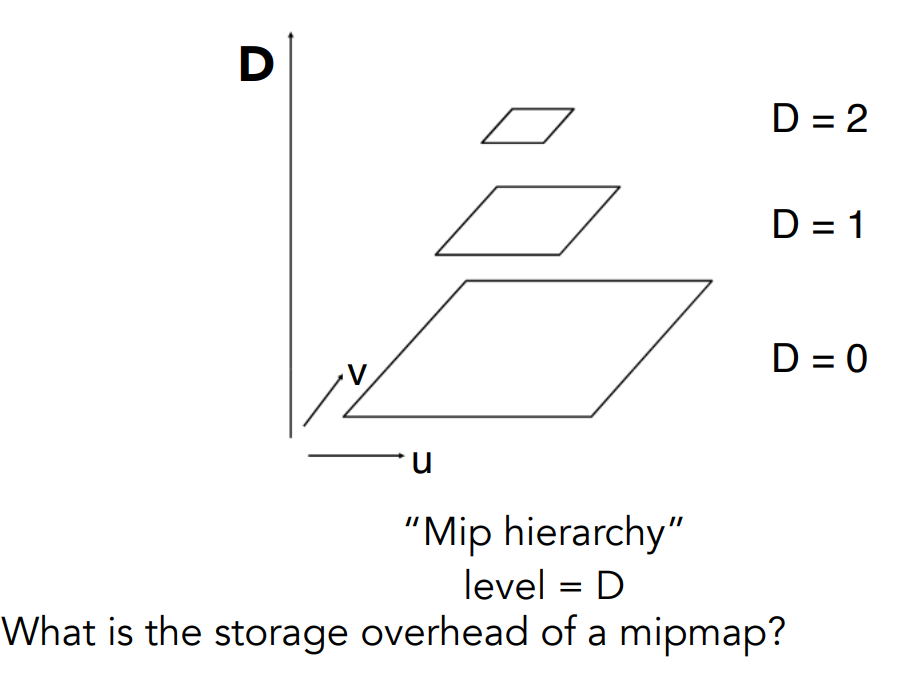 D
D = 2
D = 1
D = 0
v
u
“Mip hierarchy”
level = D
What is the storage overhead of a mipmap?